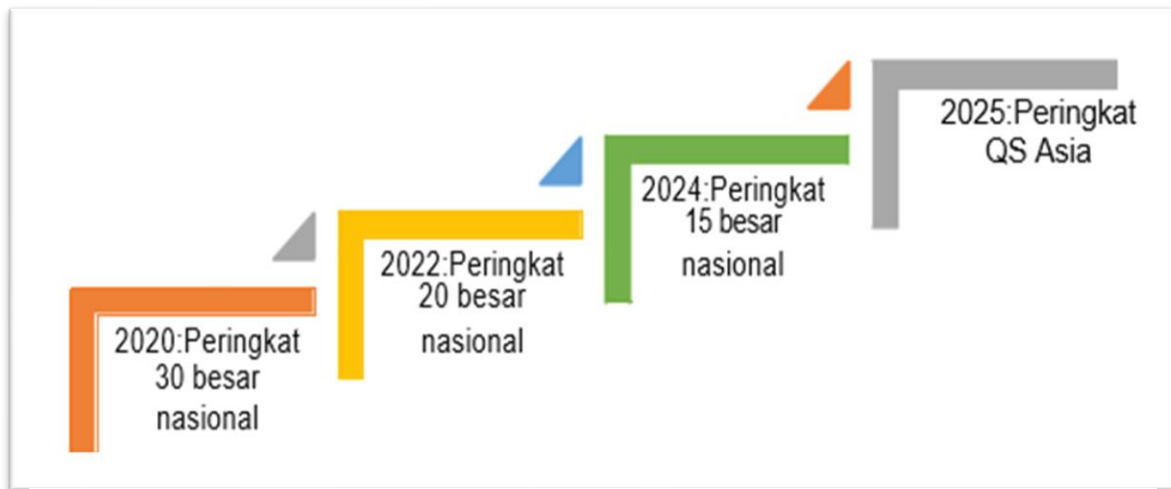 2020:Peringkat
30 besar
nasional
2022:Peringkat
20 besar
nasional
2024:Peringkat
15 besar
nasional
2025:Peringkat
QS Asia